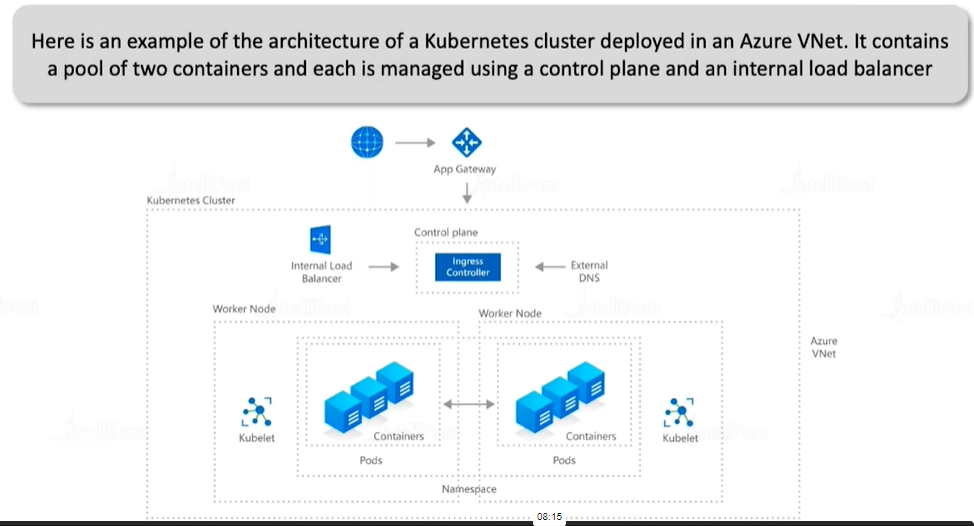 Here is an example of the architecture of a Kubernetes cluster deployed in an Azure VNet. It contains
a pool of two containers and each is managed using a control plane and an internal load balancer
App Gateway
Kubernetes Cluster
Control plane
Internal Load
Balancer
Ingress
Controller
External
DNS
Worker Node
Worker Node
Azure
VNet
Kubelet
Containers
Containers
Kubelet
Pods
Pods
Namespace
08:15